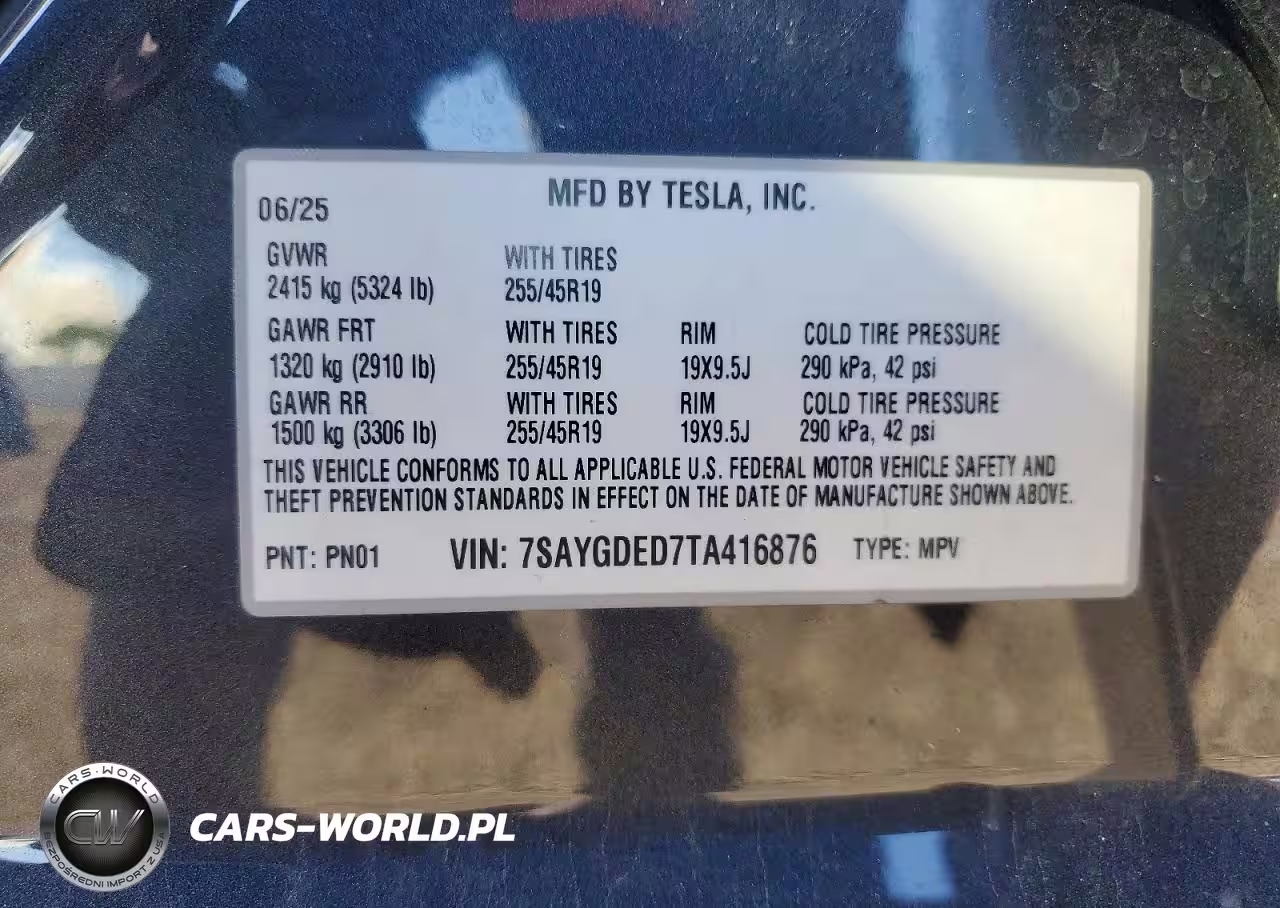 06/25
MFD BY TESLA, INC.
GVWR WITH TIRES
2415 kg (5324 lb) 255/45R19
GAWR FRT WITH TIRES RIM COLD TIRE PRESSURE
1320 kg (2910 lb) 255/45R19 19X9.5J 290 kPa, 42 psi
GAWR RR WITH TIRES RIM COLD TIRE PRESSURE
1500 kg (3306 lb) 255/45R19 19X9.5J 290 kPa, 42 psi
THIS VEHICLE CONFORMS TO ALL APPLICABLE U.S. FEDERAL MOTOR VEHICLE SAFETY AND
THEFT PREVENTION STANDARDS IN EFFECT ON THE DATE OF MANUFACTURE SHOWN ABOVE.
PNT: PN01 VIN: 7SAYGDED7TA416876 TYPE: MPV
CARS-WORLD
CW
BEZPOŚREDNI IMPORT Z USA
CARS-WORLD.PL